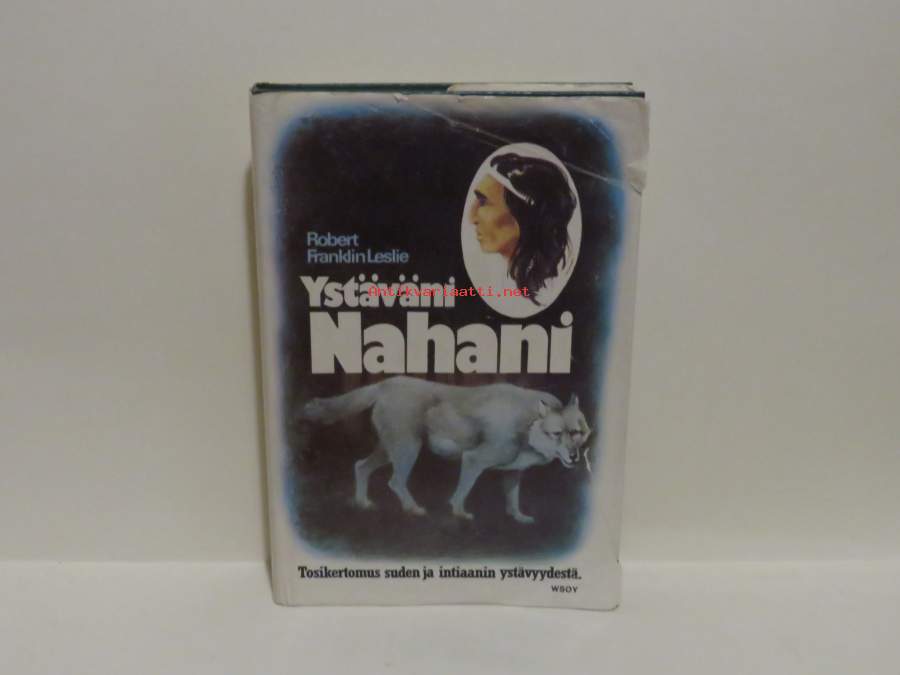 Robert
Franklin Leslie
Ystäväni
Antikvariaatti.net
Nahani
Tosikertomus suden ja intiaanin ystävyydestä.
WSOY